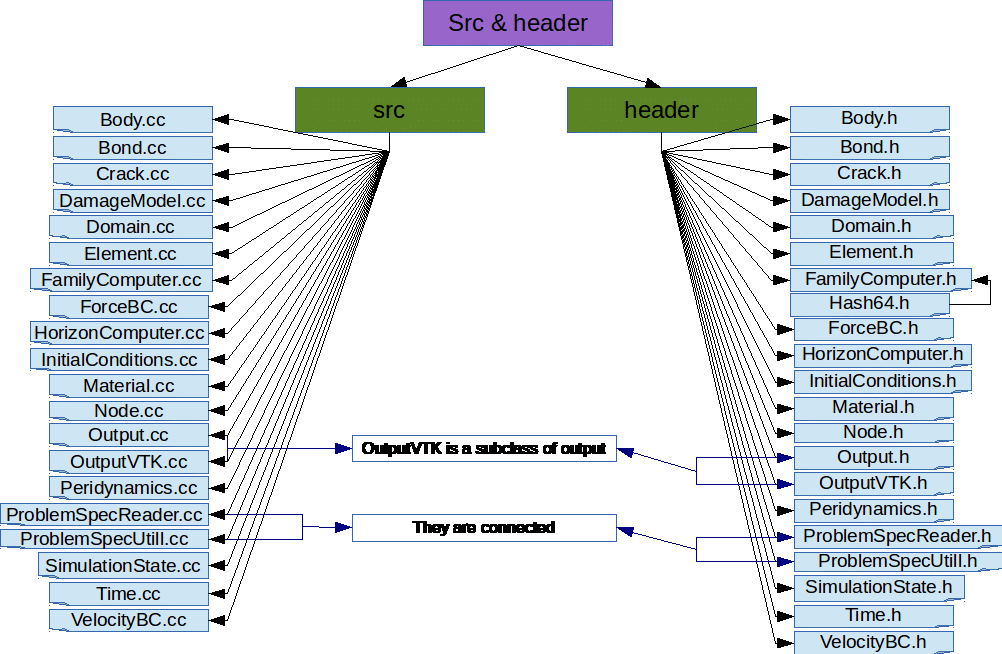 Src & header
src
header
Body.cc
Bond.cc
Crack.cc
DamageModel.cc
Domain.cc
Element.cc
FamilyComputer.cc
ForceBC.cc
HorizonComputer.cc
InitialConditions.cc
Material.cc
Node.cc
Output.cc
OutputVTK.cc
Peridynamics.cc
ProblemSpecReader.cc
ProblemSpecUtill.cc
SimulationState.cc
Time.cc
VelocityBC.cc
OutputVTK is a subclass of output
They are connected
Body.h
Bond.h
Crack.h
DamageModel.h
Domain.h
Element.h
FamilyComputer.h
Hash64.h
ForceBC.h
HorizonComputer.h
InitialConditions.h
Material.h
Node.h
Output.h
OutputVTK.h
Peridynamics.h
ProblemSpecReader.h
ProblemSpecUtill.h
SimulationState.h
Time.h
VelocityBC.h